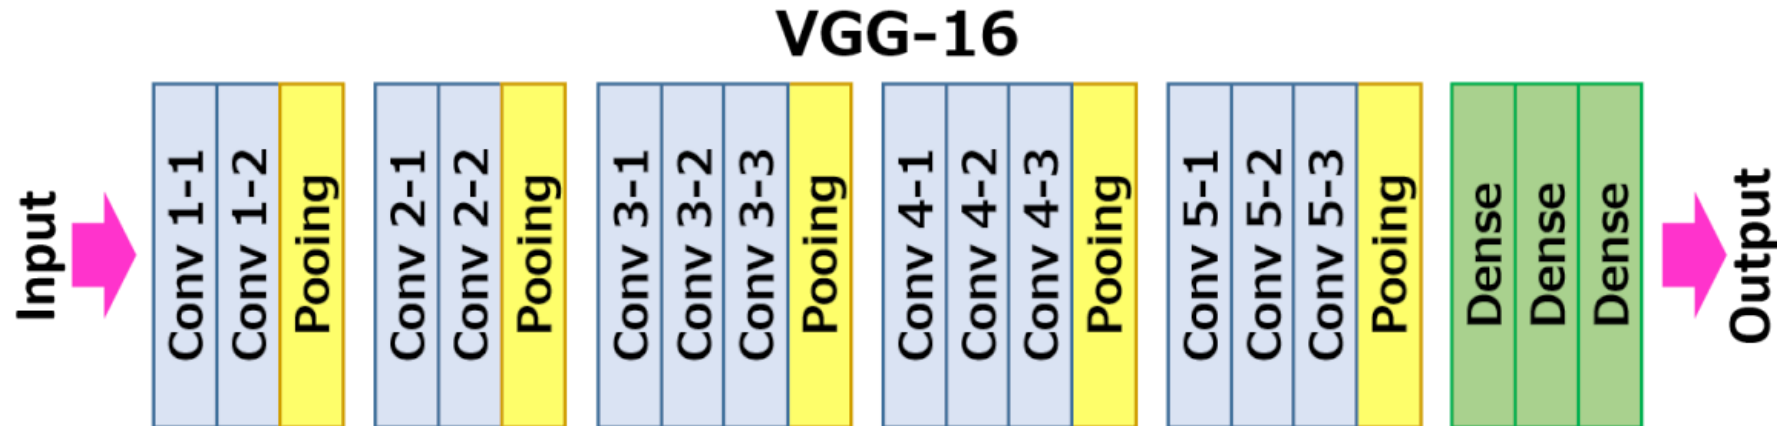 VGG-16
Input
Conv 1-1
Conv 1-2
Pooing
Conv 2-1
Conv 2-2
Pooing
Conv 3-1
Conv 3-2
Conv 3-3
Pooing
Conv 4-1
Conv 4-2
Conv 4-3
Pooing
Conv 5-1
Conv 5-2
Conv 5-3
Pooing
Dense
Dense
Dense
Output